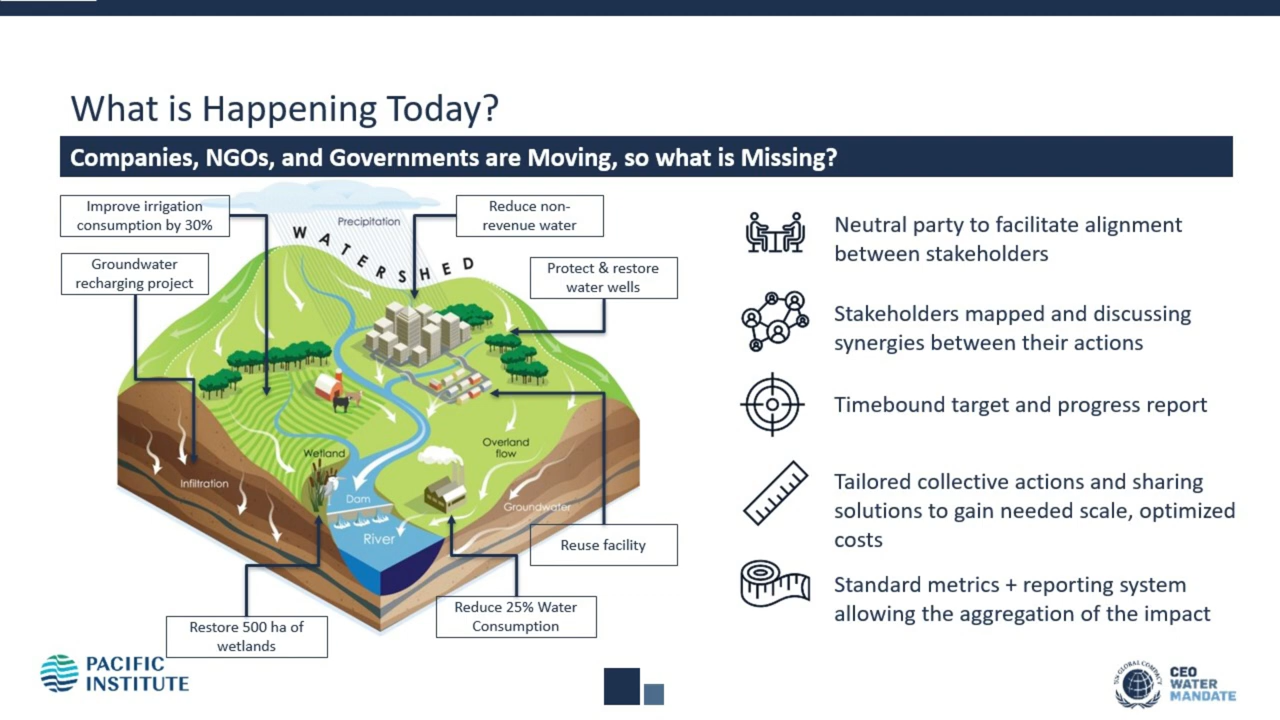 What is Happening Today?
Companies, NGOs, and Governments are Moving, so what is Missing?
Improve irrigation
consumption by 30%
Groundwater
recharging project
Reduce non-
revenue water
Protect & restore
water wells
Precipitation
WATERSHED
Wetland
Dam
River
Infiltration
Overland
flow
Groundwater
Reuse facility
Reduce 25% Water
Consumption
Restore 500 ha of
wetlands
Neutral party to facilitate alignment
between stakeholders
Stakeholders mapped and discussing
synergies between their actions
Timebound target and progress report
Tailored collective actions and sharing
solutions to gain needed scale, optimized
costs
Standard metrics + reporting system
allowing the aggregation of the impact
PACIFIC
INSTITUTE
UN GLOBAL COMPACT
CEO
WATER
MANDATE